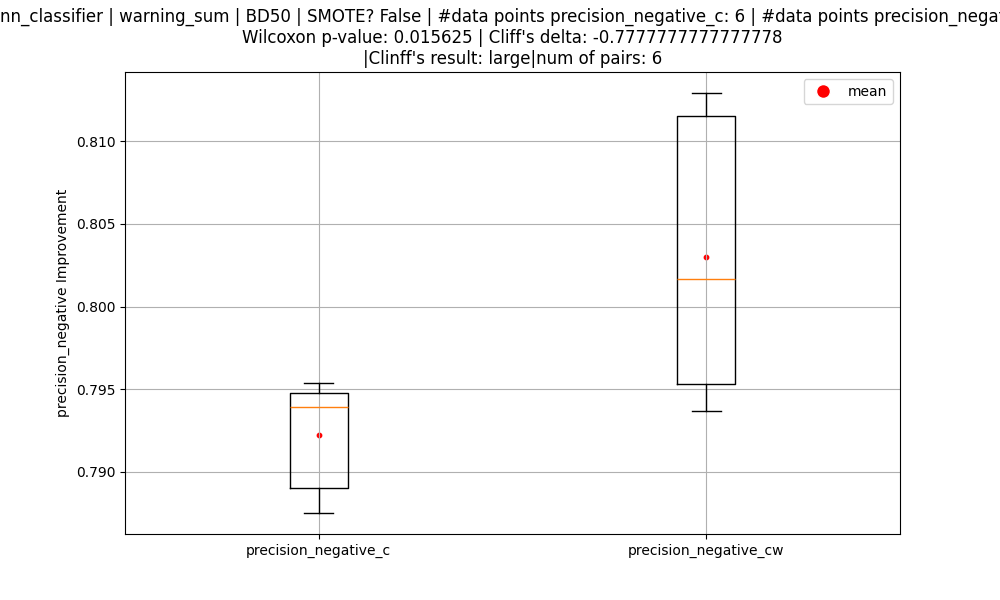 nn_classifier | warning_sum | BD50 | SMOTE? False | #data points precision_negative_c: 6 | #data points
Wilcoxon p-value: 0.015625 | Cliff's delta: -0.7777777777777778
|Clinff's result: large|num of pairs: 6
mean
precision_negative Improvement
0.810
0.805
0.800
0.795
0.790
precision_negative_c
precision_negative_cw